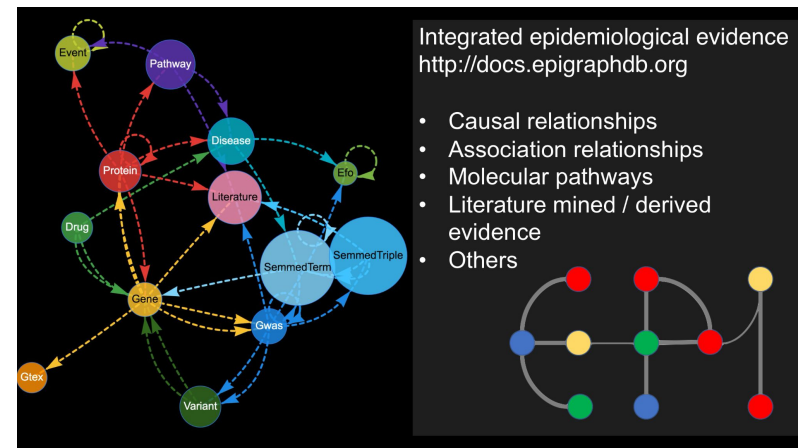 Event
Pathway
Disease
Protein
Efo
Literature
Drug
SemmedTriple
SemmedTerm
Gene
Gwas
Gtex
Variant
Integrated epidemiological evidence
http://docs.epigraphdb.org
• Causal relationships
• Association relationships
• Molecular pathways
• Literature mined / derived
evidence
• Others